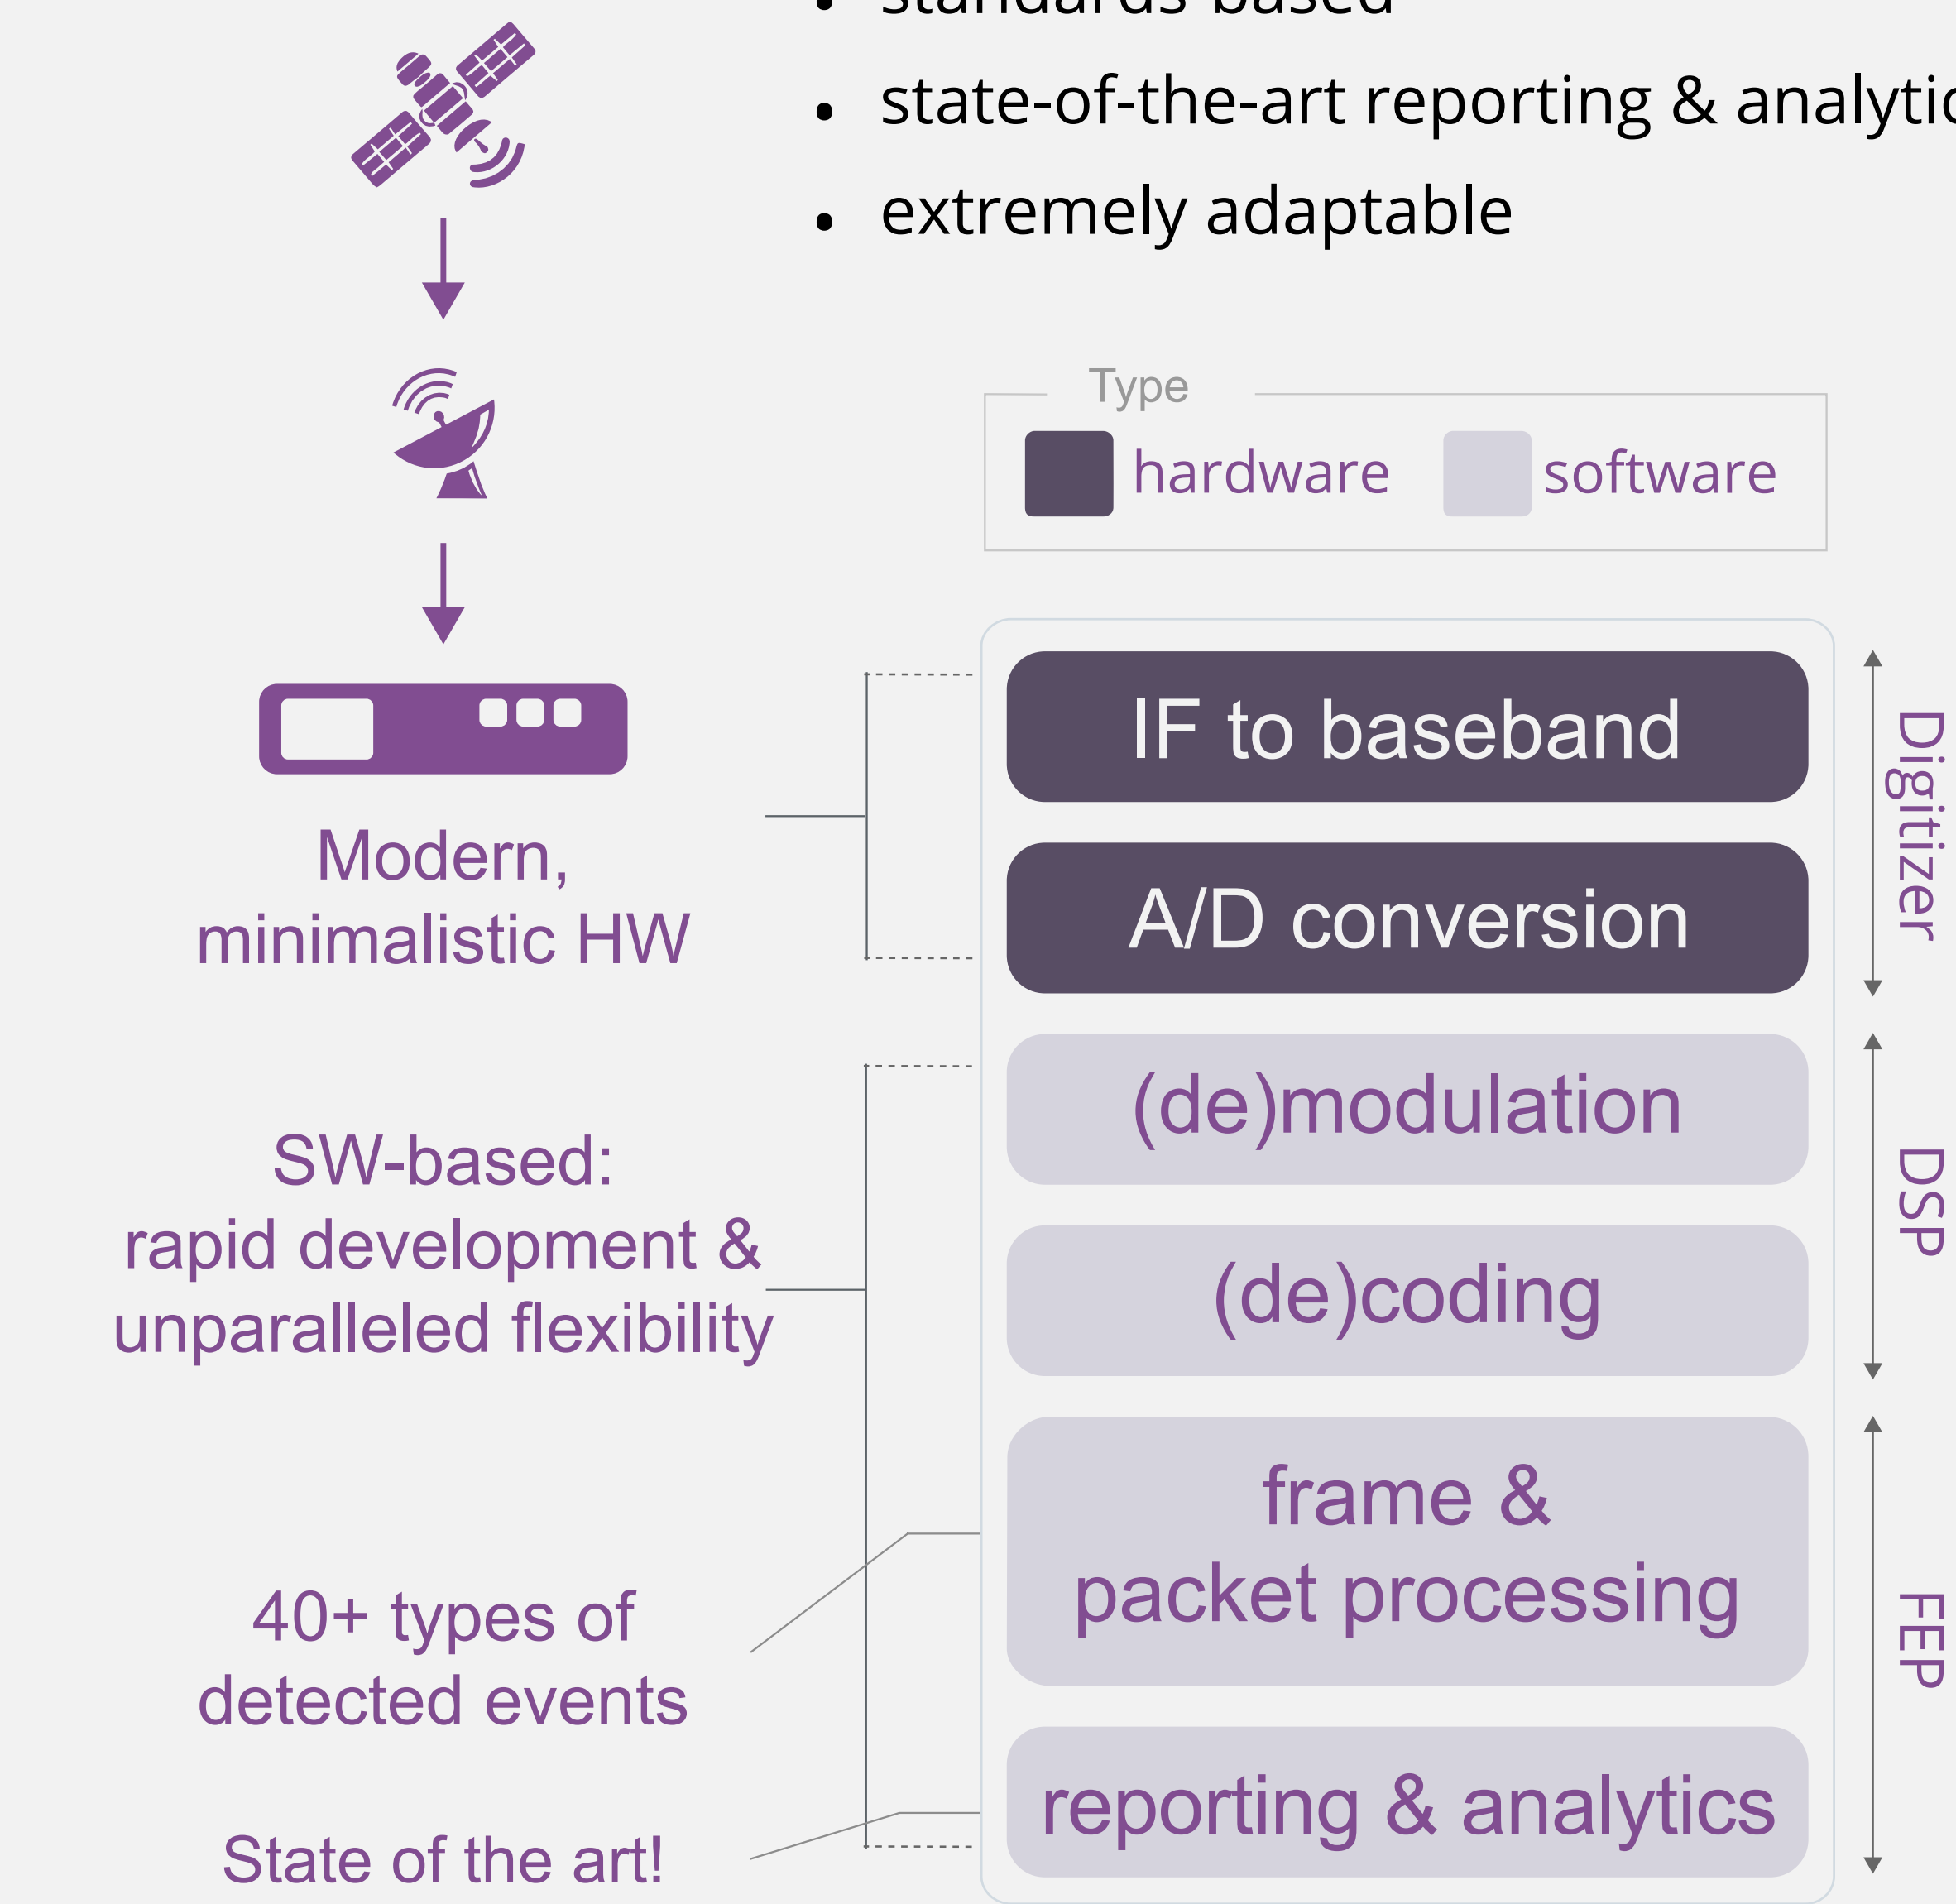 standards based
state-of-the-art reporting & 
extremely adaptable
Type
hardware
software
IF to baseband
A/D conversion
Digitizer
Modern,
minimalistic HW
(de)modulation
(de)coding
DSP
SW-based:
rapid development &
unparalleled flexibility
frame &
packet processing
FEP
40+ types of
detected events
reporting & analytics
State of the art!